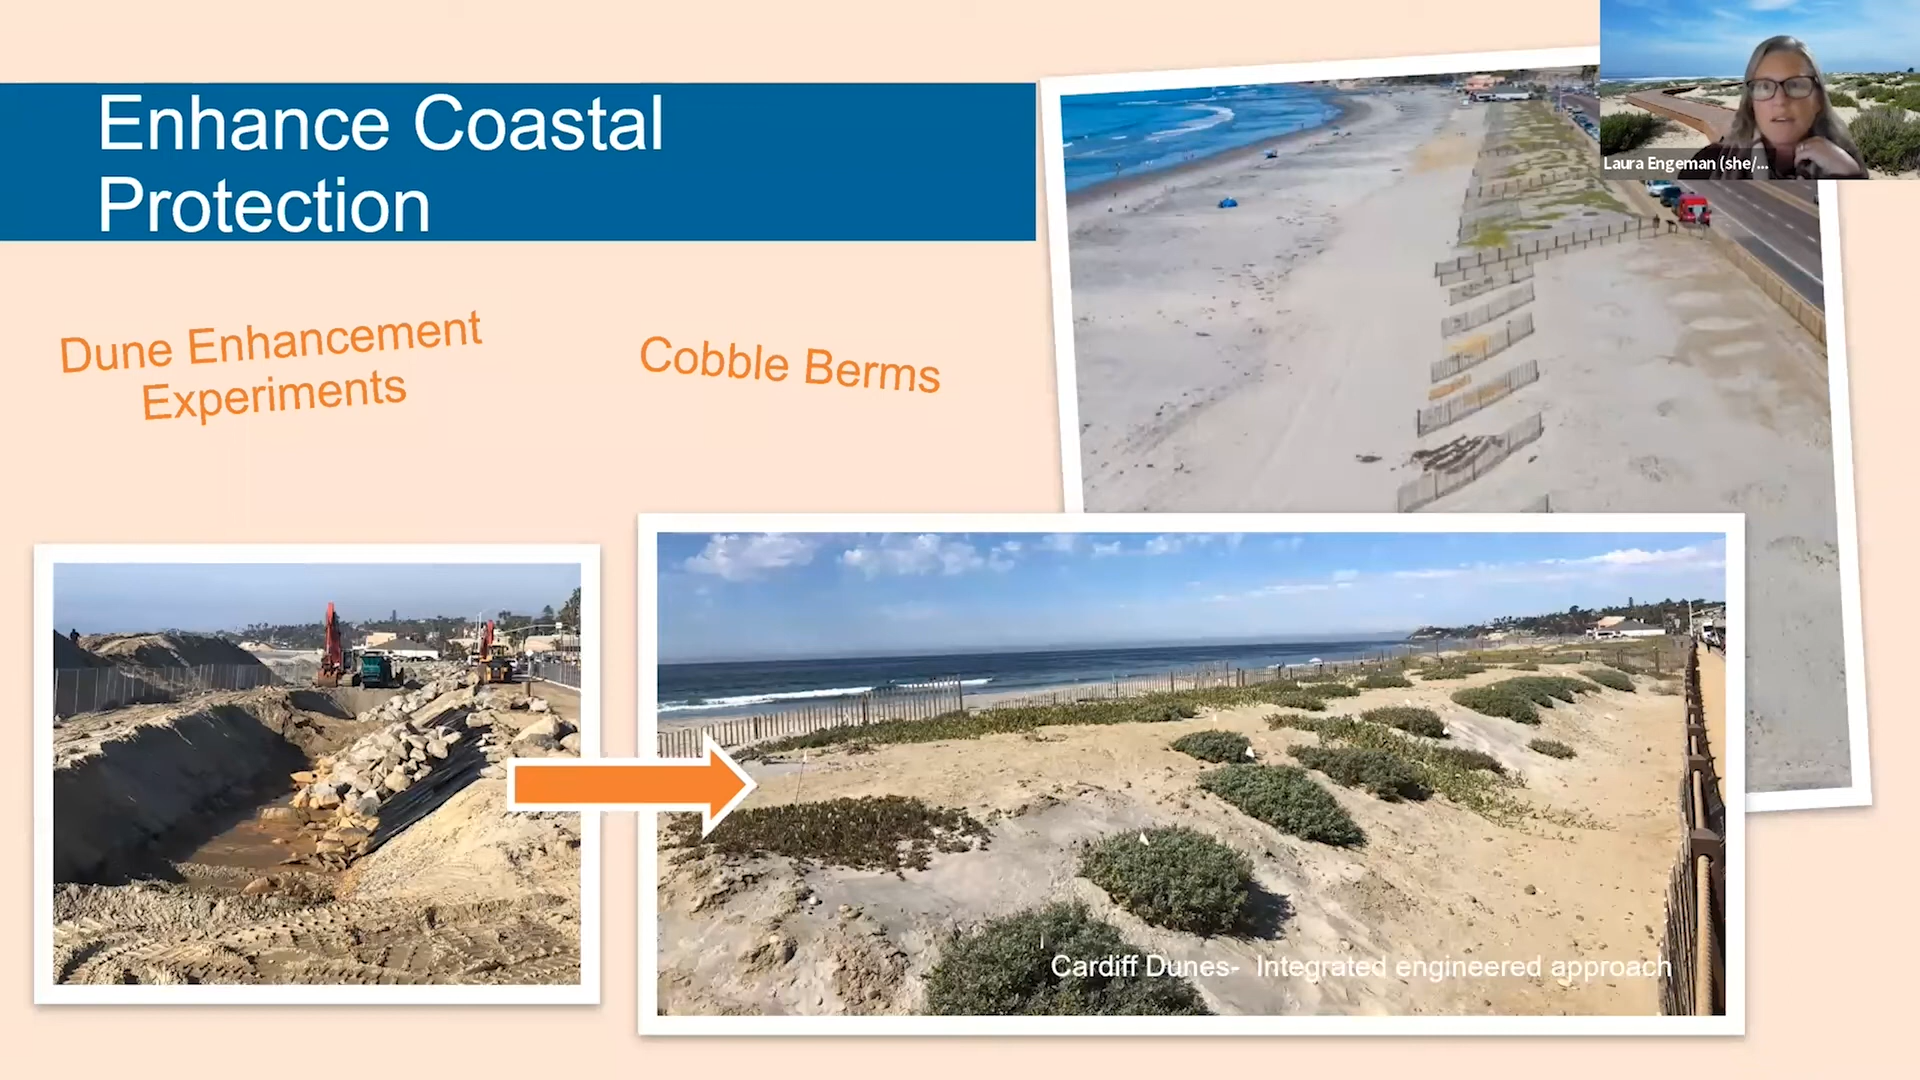 Enhance Coastal
Protection
Laura Engeman (she/...
Dune Enhancement
Experiments
Cobble Berms
Cardiff Dunes- Integrated engineered approach